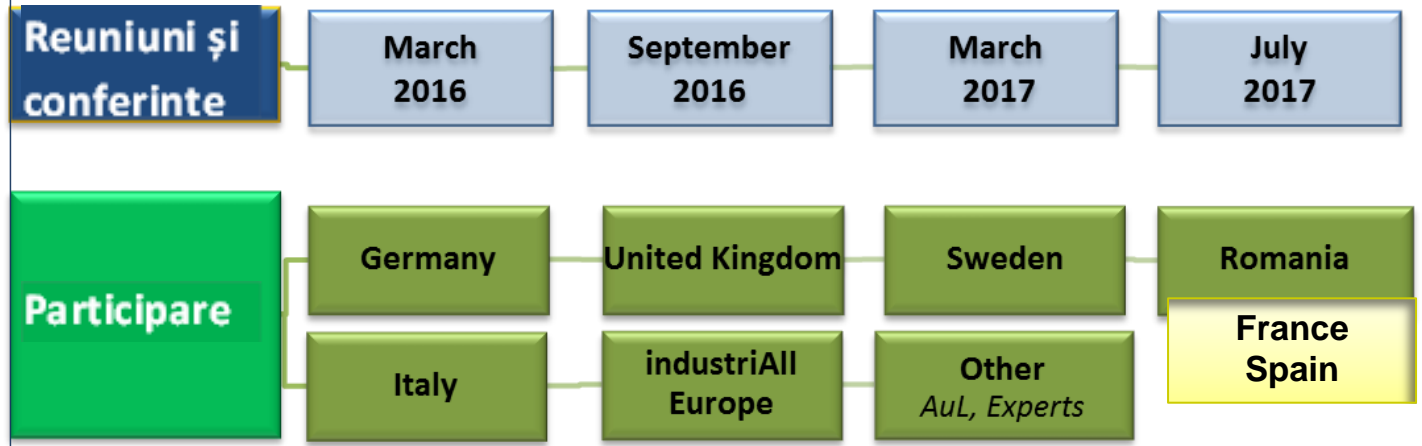 Reuniuni și
conferinte
March
2016
September
2016
March
2017
July
2017
Participare
Germany
United Kingdom
Sweden
Romania
Italy
industriAll
Europe
Other
AuL, Experts
France
Spain